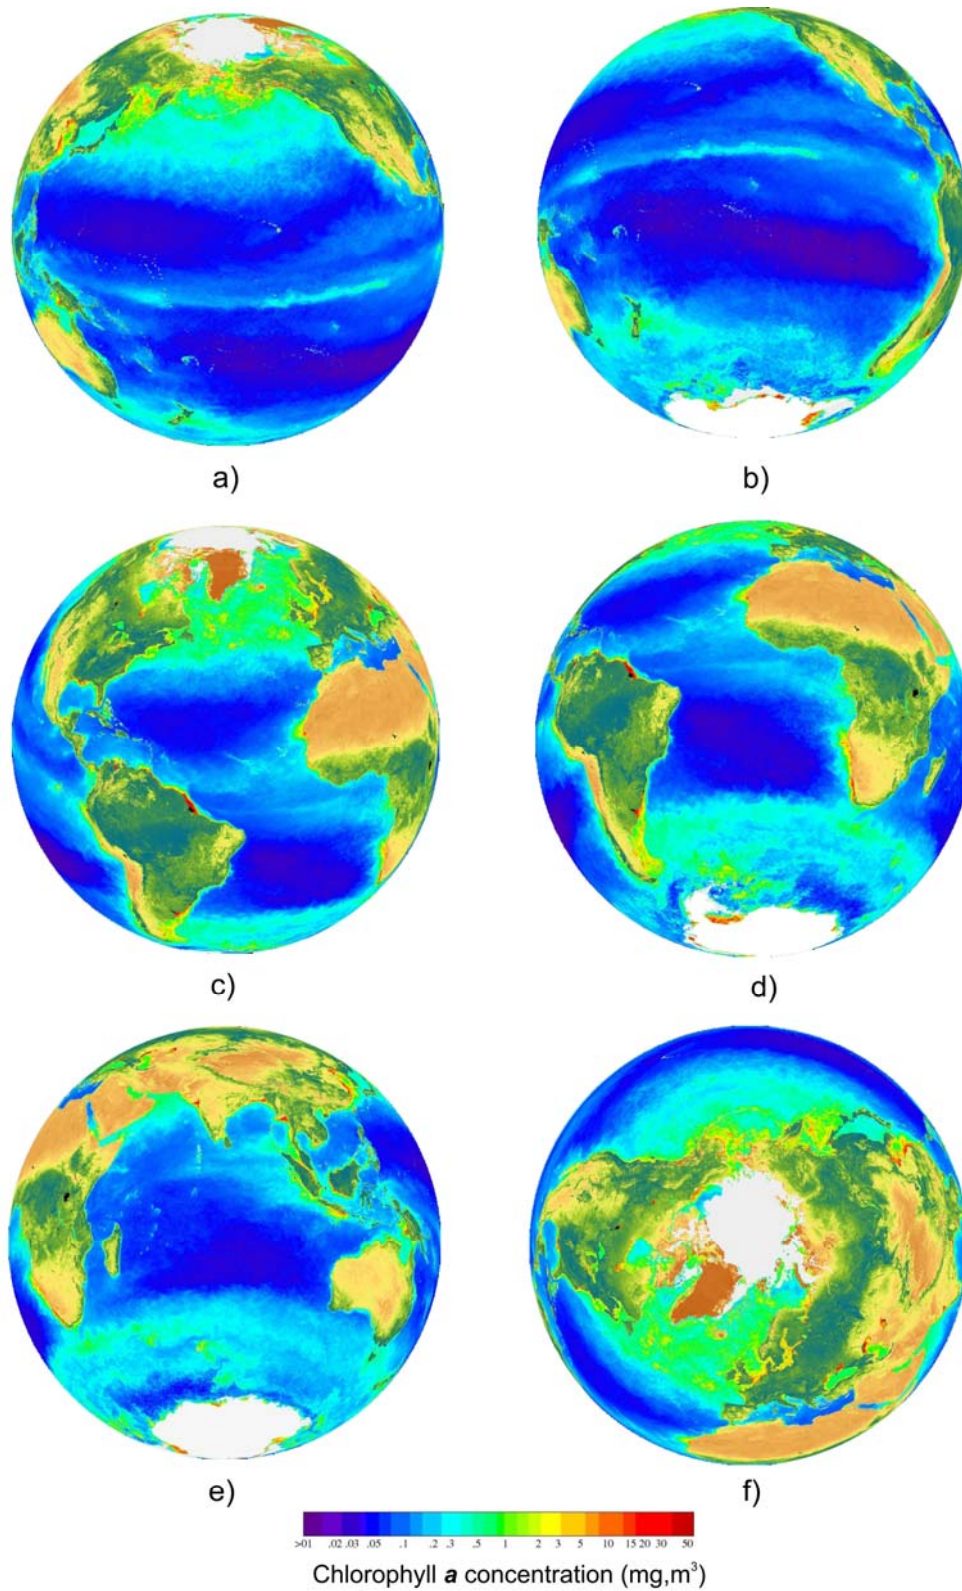 a)
b)
c)
d)
e)
f)
>01 .02 .03 .05 .1 .2 .3 .5 1 2 3 5 10 15 20 30 50
Chlorophyll a concentration (mg,m³)